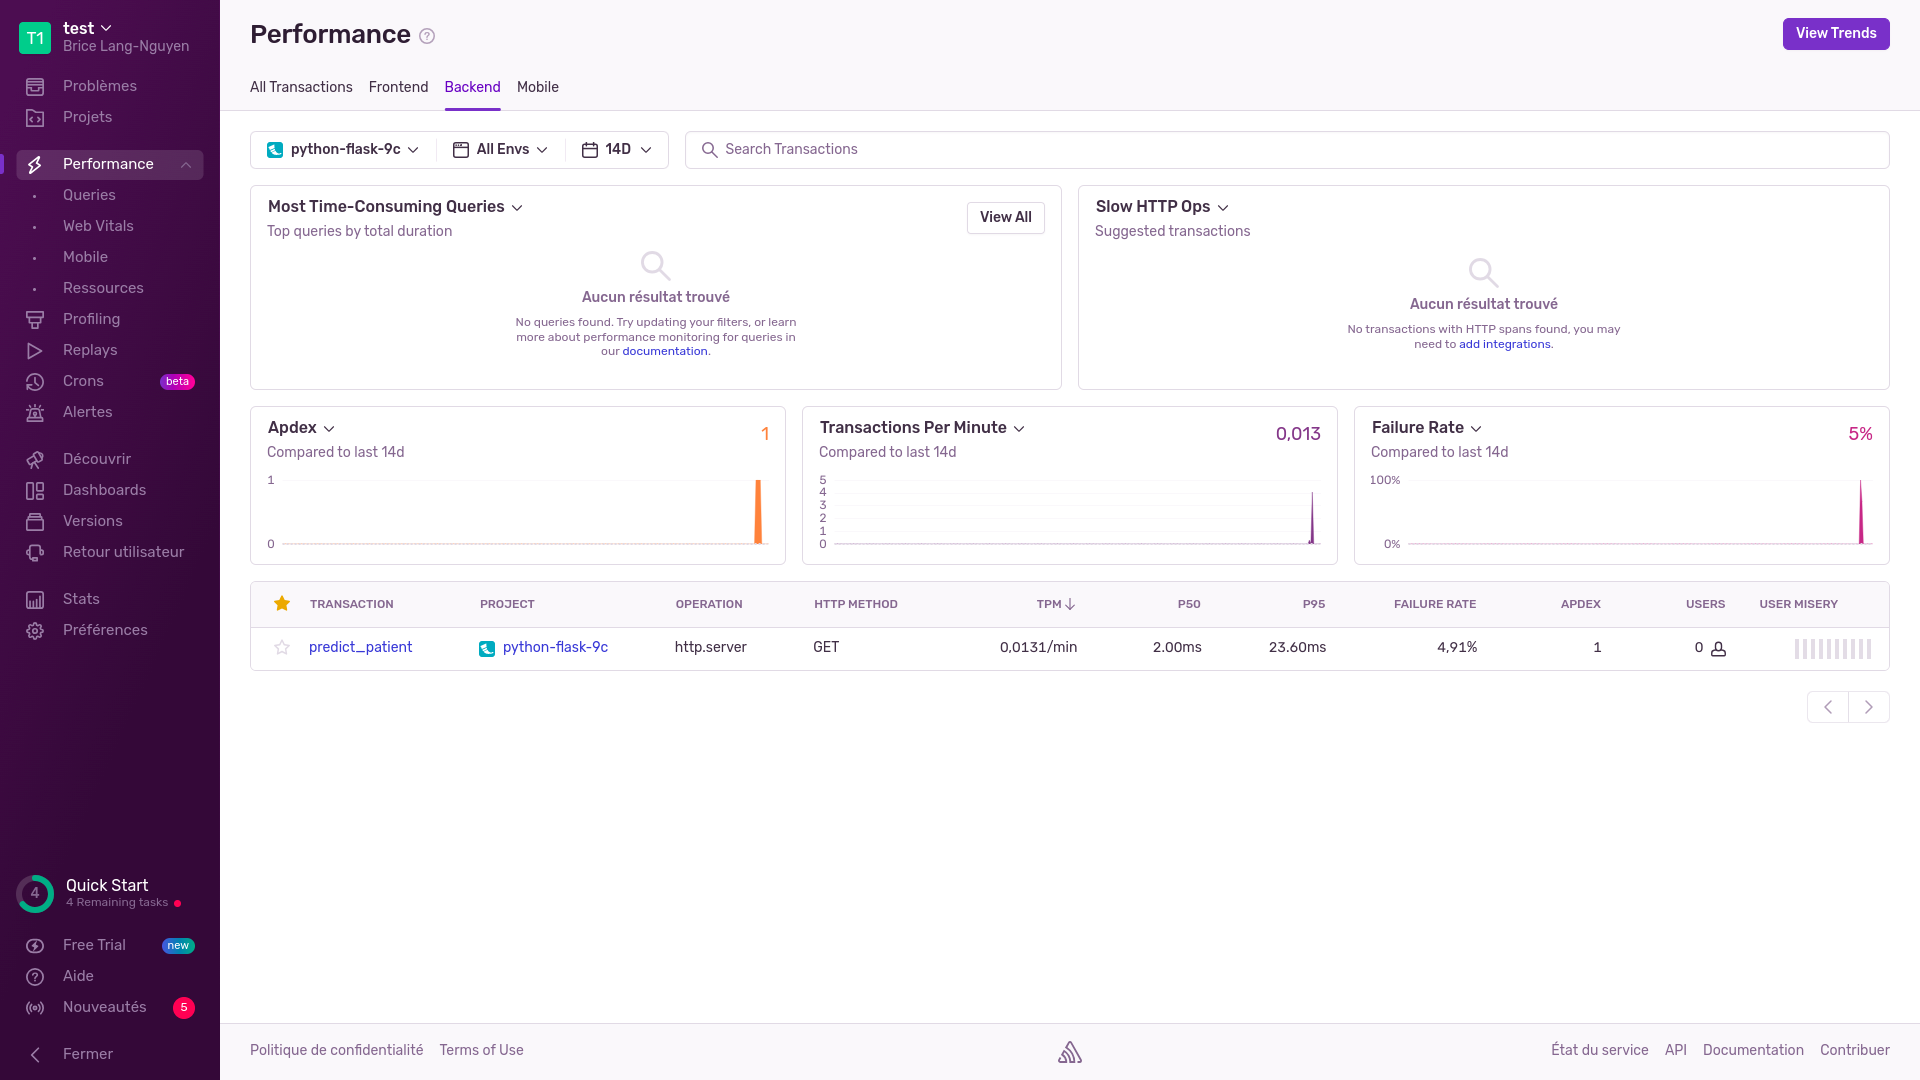 T1
test
Brice Lang-Nguyen
Problèmes
Projets
Performance
Queries
Web Vitals
Mobile
Ressources
Profiling
Replays
Crons beta
Alertes
Découvrir
Dashboards
Versions
Retour utilisateur
Stats
Préférences
4
Quick Start
4 Remaining tasks
Free Trial new
Aide
Nouveautés 5
Fermer
Performance ?
View Trends
All Transactions Frontend Backend Mobile
python-flask-9c All Envs 14D Search Transactions
Most Time-Consuming Queries
Top queries by total duration
View All
Aucun résultat trouvé
No queries found. Try updating your filters, or learn
more about performance monitoring for queries in
our documentation.
Slow HTTP Ops
Suggested transactions
Aucun résultat trouvé
No transactions with HTTP spans found, you may
need to add integrations.
Apdex 1
Compared to last 14d
1
0
Transactions Per Minute 0,013
Compared to last 14d
5
4
3
2
1
0
Failure Rate 5%
Compared to last 14d
100%
0%
TRANSACTION PROJECT OPERATION HTTP METHOD TPM P50 P95 FAILURE RATE APDEX USERS USER MISERY
predict_patient python-flask-9c http.server GET 0,0131/min 2.00ms 23.60ms 4,91% 1 0
Politique de confidentialité Terms of Use État du service API Documentation Contribuer